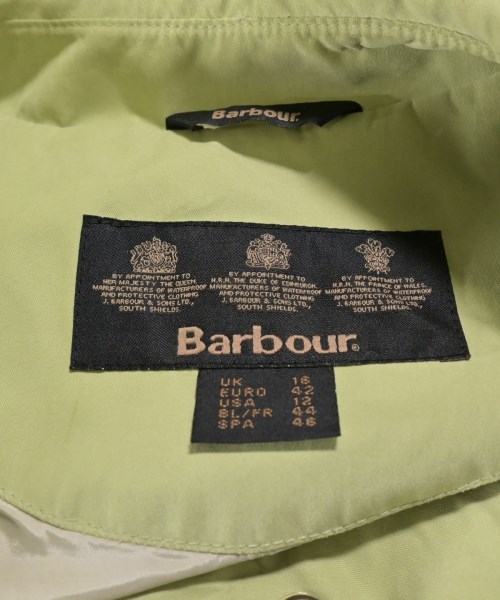 Barbour.
BY APPOINTMENT TO
HER MAJESTY THE QUEEN.
MANUFACTURERS OF WATERPROOF
AND PROTECTIVE CLOTHING
J. BARBOUR & SONS LTD.,
SOUTH SHIELDS.
BY APPOINTMENT TO
H.R.H. THE DUKE OF EDINBURGH.
MANUFACTURERS OF WATERPROOF
AND PROTECTIVE CLOTHING
J. BARBOUR & SONS LTD.,
SOUTH SHIELDS.
BY APPOINTMENT TO
H.R.H. THE PRINCE OF WALES.
MANUFACTURERS OF WATERPROOF
AND PROTECTIVE CLOTHING
J. BARBOUR & SONS LTD.,
SOUTH SHIELDS.
Barbour®
UK 16
EURO 42
USA 12
BL/FR 44
SPA 46